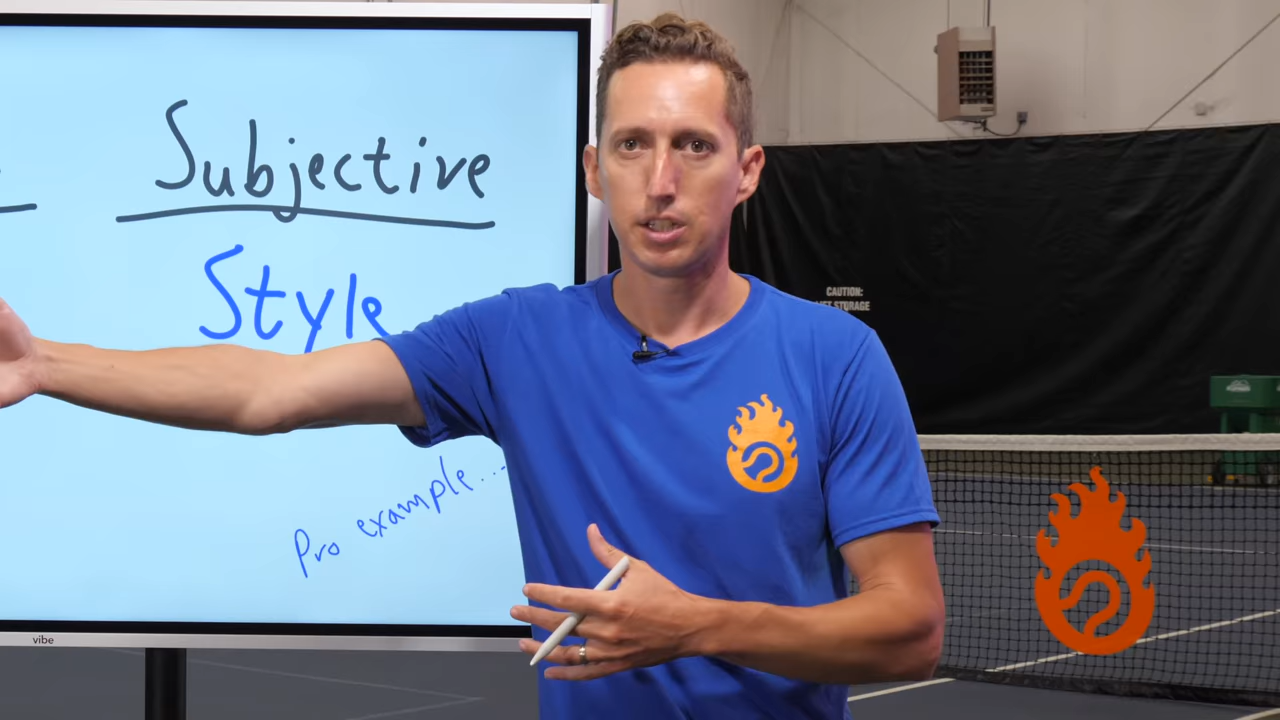 Subjective
Style
Pro example...
vibe
CAUTION:
STORAGE